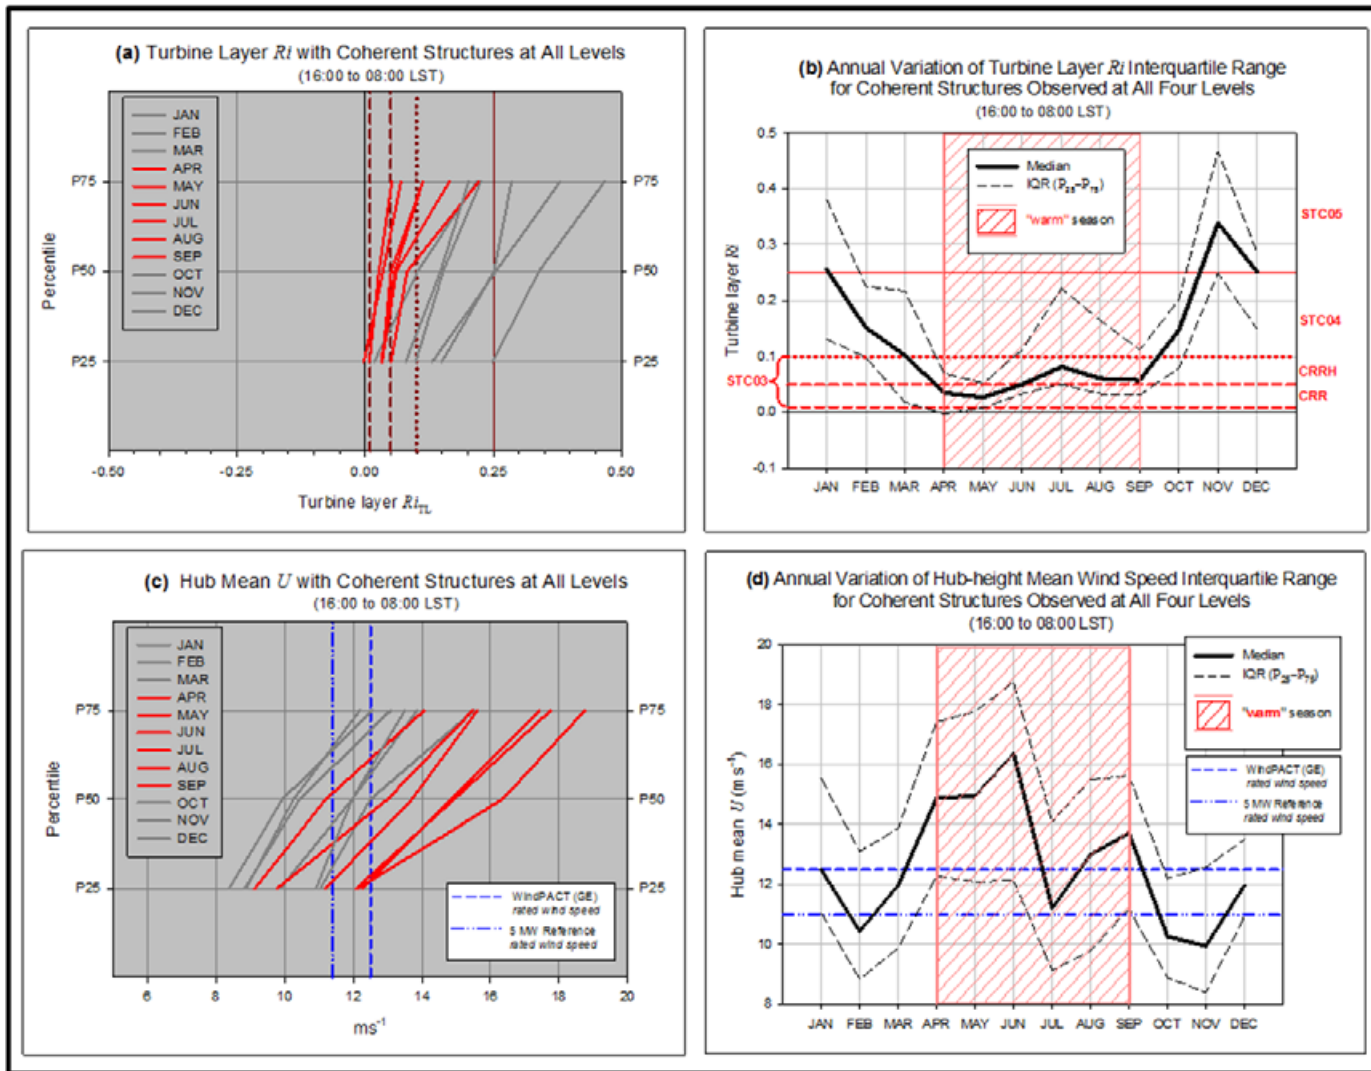 (a) Turbine Layer Ri with Coherent Structures at All Levels
(16:00 to 08:00 LST)
JAN
FEB
MAR
APR
MAY
JUN
JUL
AUG
SEP
OCT
NOV
DEC
P75
P50
P25
P75
P50
P25
Percentile
-0.50
-0.25
0.00
0.25
0.50
Turbine layer RiTL
(b) Annual Variation of Turbine Layer Ri Interquartile Range
for Coherent Structures Observed at All Four Levels
(16:00 to 08:00 LST)
Median
IQR (P25–P75)
"warm" season
0.5
0.4
0.3
0.2
0.1
0.0
-0.1
Turbine layer Ri
STC05
STC04
STC03
CRRH
CRR
JAN FEB MAR APR MAY JUN JUL AUG SEP OCT NOV DEC
(c) Hub Mean U with Coherent Structures at All Levels
(16:00 to 08:00 LST)
JAN
FEB
MAR
APR
MAY
JUN
JUL
AUG
SEP
OCT
NOV
DEC
P75
P50
P25
P75
P50
P25
Percentile
WindPACT (GE)
rated wind speed
5 MW Reference
rated wind speed
6 8 10 12 14 16 18 20
ms-1
(d) Annual Variation of Hub-height Mean Wind Speed Interquartile Range
for Coherent Structures Observed at All Four Levels
(16:00 to 08:00 LST)
Median
IQR (P25–P75)
"warm" season
WindPACT (GE)
rated wind speed
5 MW Reference
rated wind speed
20
18
16
14
12
10
8
Hub mean U (m s-1)
JAN FEB MAR APR MAY JUN JUL AUG SEP OCT NOV DEC